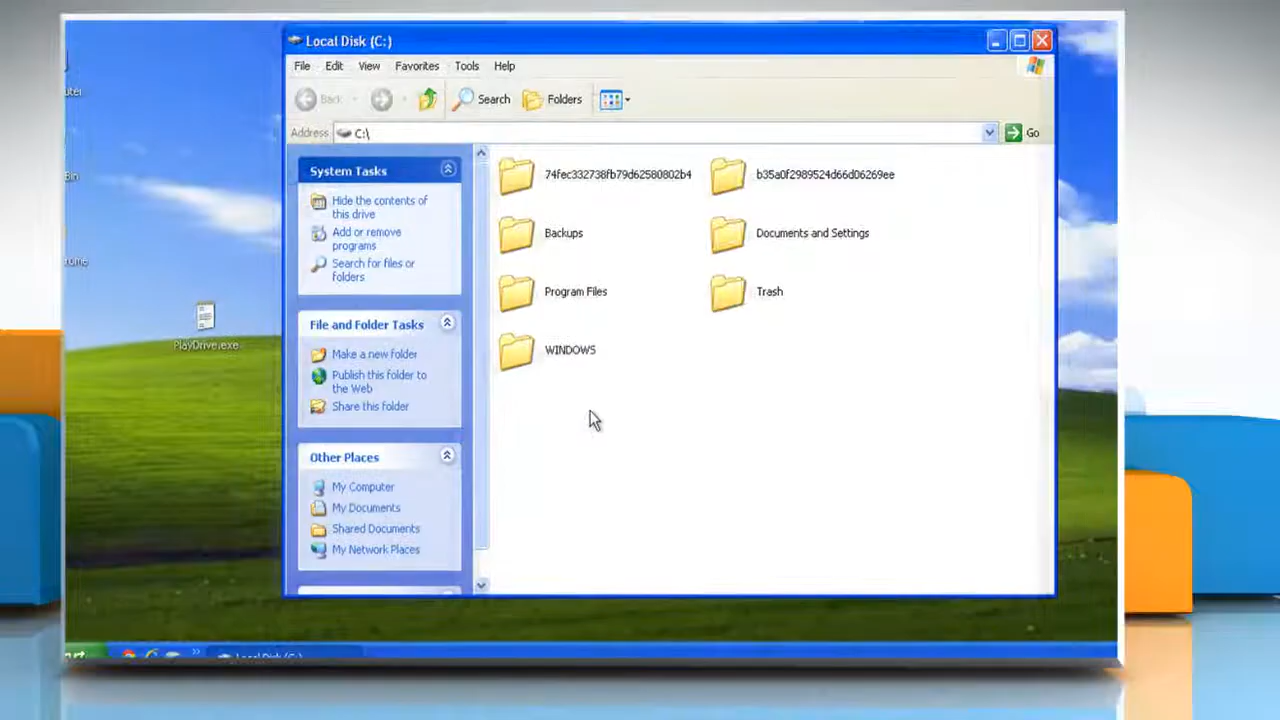 Local Disk (C:)
File Edit View Favorites Tools Help
Back Search Folders
Address C:\ Go
System Tasks
Hide the contents of
this drive
Add or remove
programs
Search for files or
folders
File and Folder Tasks
Make a new folder
Publish this folder to
the Web
Share this folder
Other Places
My Computer
My Documents
Shared Documents
My Network Places
74fec332738fb79d62580802b4
b35a0f2989524d66d06269ee
Backups
Documents and Settings
Program Files
Trash
WINDOWS
uter
Bin
rome
PlayDrive.exe
Local Disk (C:)